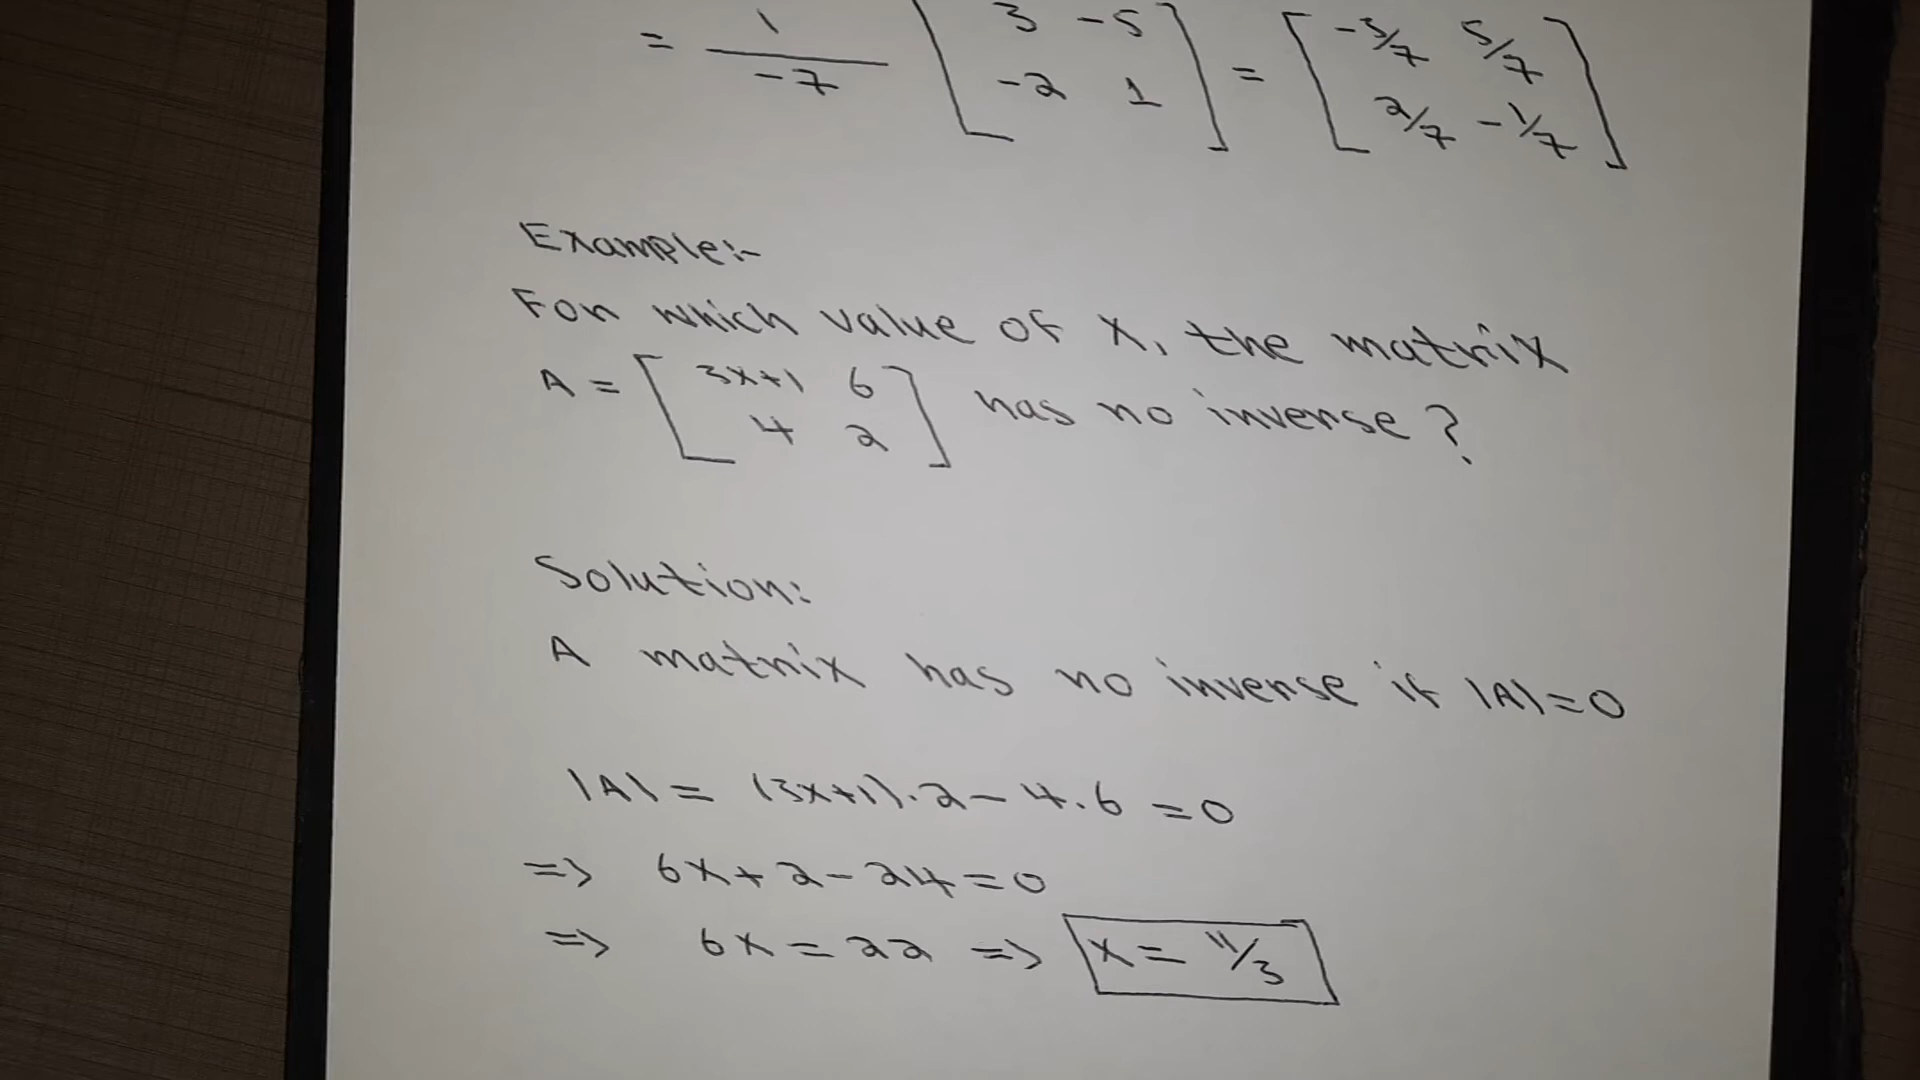 = 1/-7 [3 -5; -2 1] = [-3/7 5/7; 2/7 -1/7]
Example:-
For which value of x, the matrix
A = [3x+1 6; 4 2] has no inverse?
Solution:
A matrix has no inverse if |A|=0
|A| = (3x+1).2 - 4.6 = 0
=> 6x+2-24=0
=> 6x=22 => x = 11/3